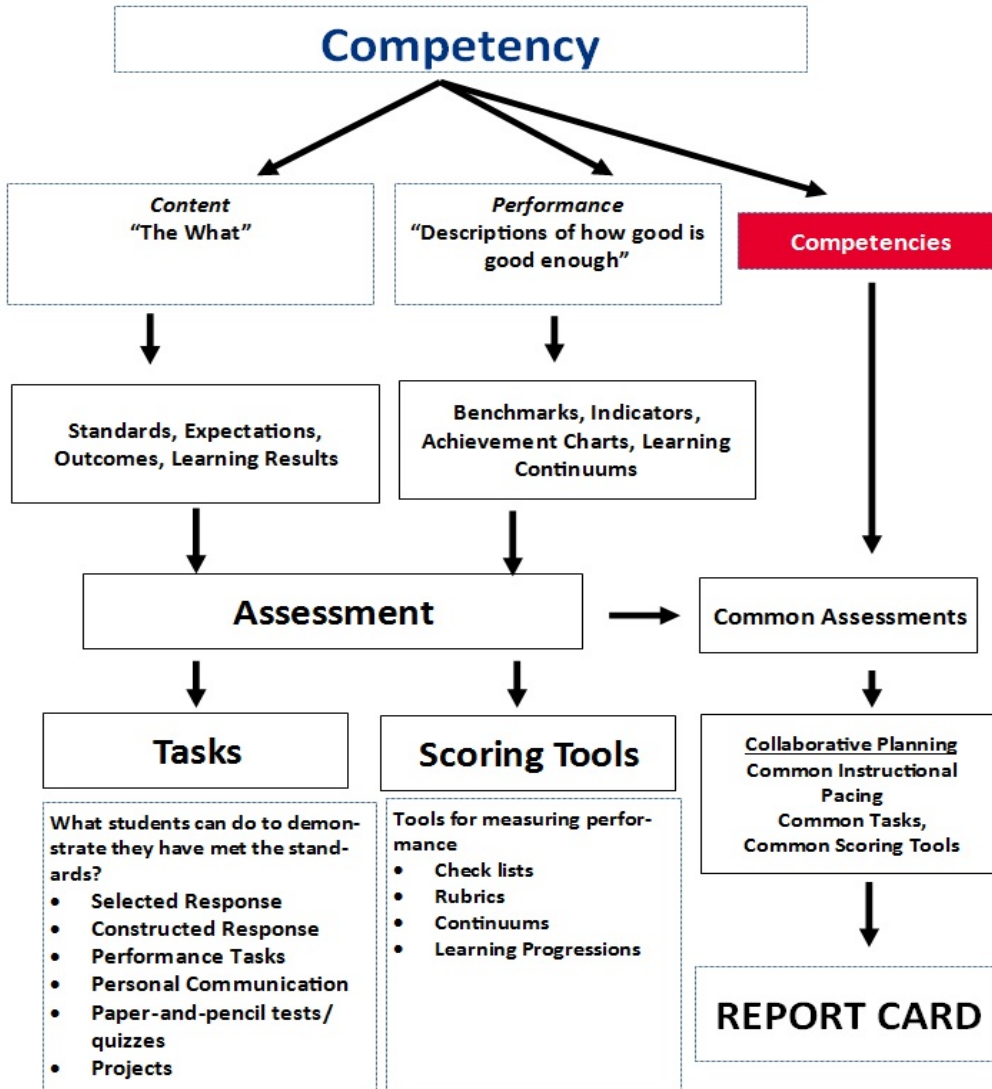 Competency
Content
“The What”
Performance
“Descriptions of how good is
good enough”
Competencies
Standards, Expectations,
Outcomes, Learning Results
Benchmarks, Indicators,
Achievement Charts, Learning
Continuums
Assessment
Common Assessments
Tasks
Scoring Tools
Collaborative Planning
Common Instructional
Pacing
Common Tasks,
Common Scoring Tools
What students can do to demon-
strate they have met the stand-
ards?
• Selected Response
• Constructed Response
• Performance Tasks
• Personal Communication
• Paper-and-pencil tests/
quizzes
• Projects
Tools for measuring perfor-
mance
• Check lists
• Rubrics
• Continuums
• Learning Progressions
REPORT CARD